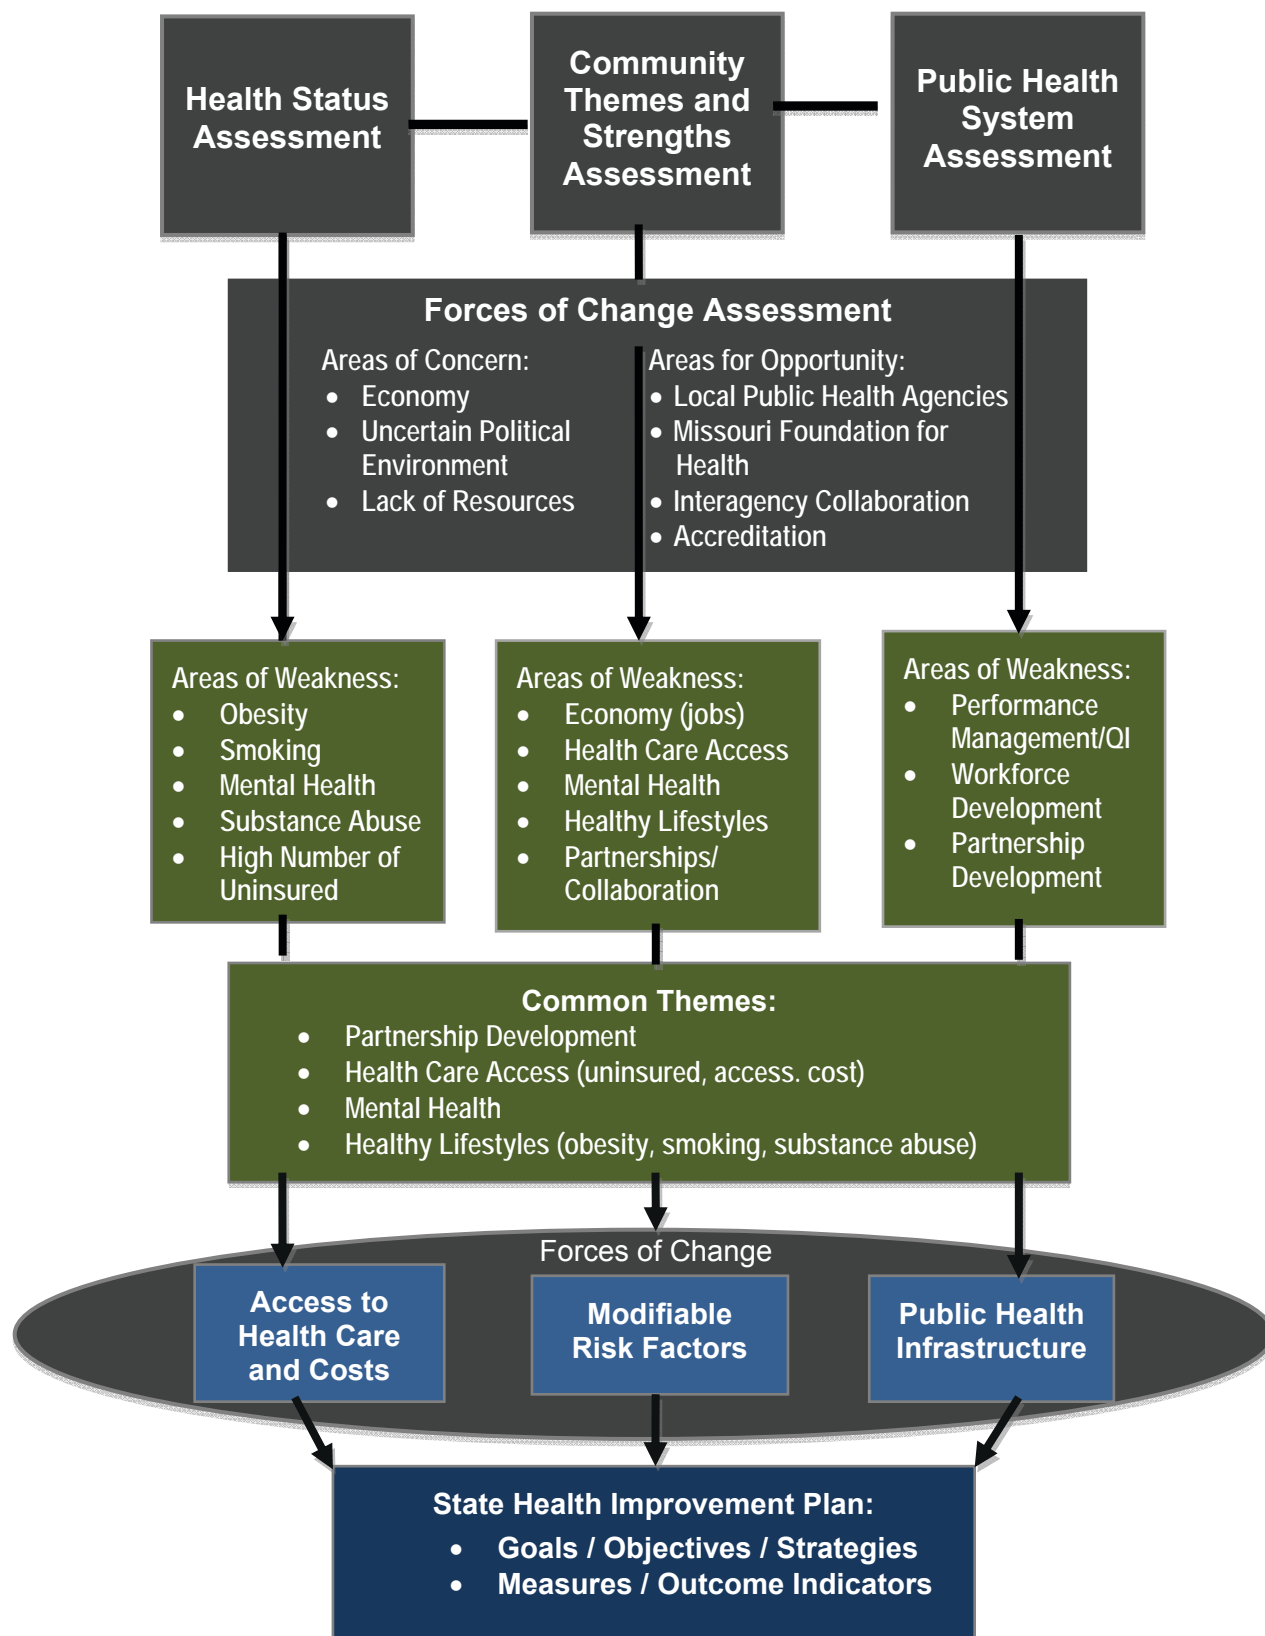 Health Status
Assessment
Community
Themes and
Strengths
Assessment
Public Health
System
Assessment
Forces of Change Assessment
Areas of Concern:
• Economy
• Uncertain Political
Environment
• Lack of Resources
Areas for Opportunity:
• Local Public Health Agencies
• Missouri Foundation for
Health
• Interagency Collaboration
• Accreditation
Areas of Weakness:
• Obesity
• Smoking
• Mental Health
• Substance Abuse
• High Number of
Uninsured
Areas of Weakness:
• Economy (jobs)
• Health Care Access
• Mental Health
• Healthy Lifestyles
• Partnerships/
Collaboration
Areas of Weakness:
• Performance
Management/QI
• Workforce
Development
• Partnership
Development
Common Themes:
• Partnership Development
• Health Care Access (uninsured, access. cost)
• Mental Health
• Healthy Lifestyles (obesity, smoking, substance abuse)
Forces of Change
Access to
Health Care
and Costs
Modifiable
Risk Factors
Public Health
Infrastructure
State Health Improvement Plan:
• Goals / Objectives / Strategies
• Measures / Outcome Indicators